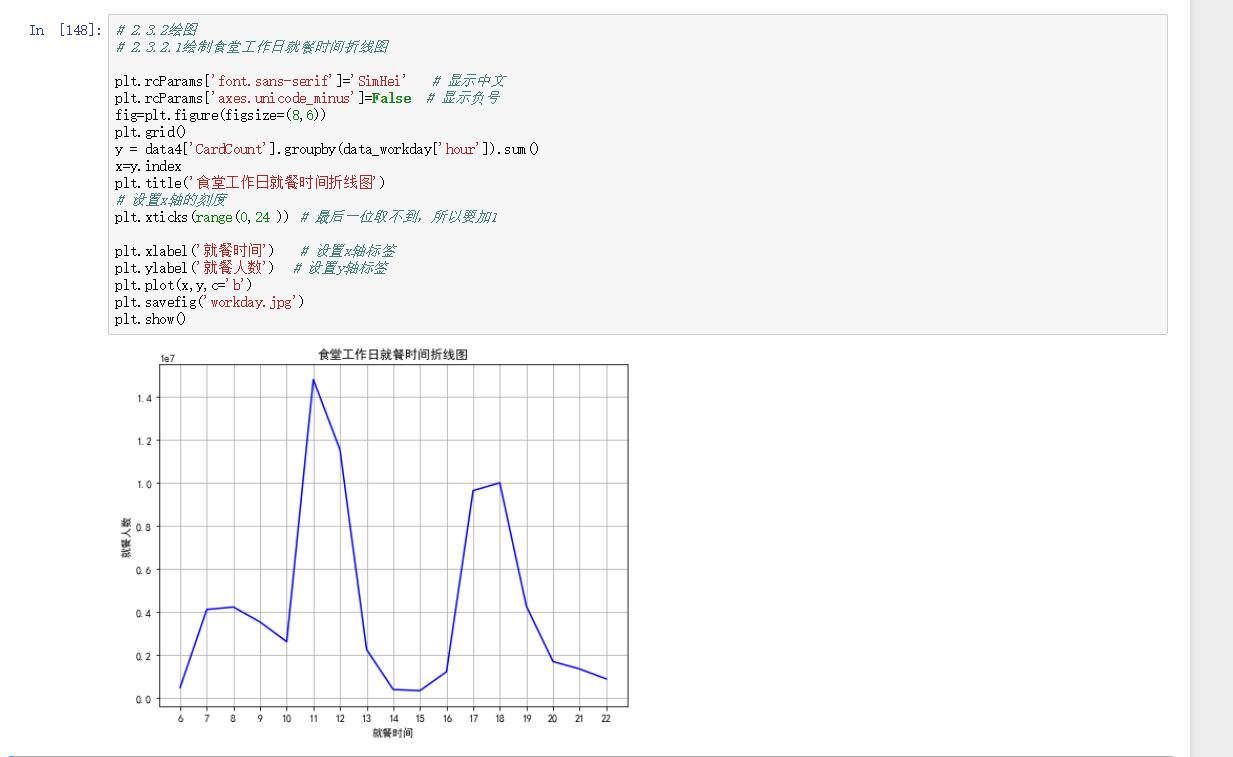 In [148]:
# 2.3.2绘图
# 2.3.2.1绘制食堂工作日就餐时间折线图
plt.rcParams['font.sans-serif']='SimHei'   # 显示中文
plt.rcParams['axes.unicode_minus']=False  # 显示负号
fig=plt.figure(figsize=(8,6))
plt.grid()
y = data4['CardCount'].groupby(data_workday['hour']).sum()
x=y.index
plt.title('食堂工作日就餐时间折线图')
# 设置x轴的刻度
plt.xticks(range(0,24 )) # 最后一位取不到，所以要加1
plt.xlabel('就餐时间')   # 设置x轴标签
plt.ylabel('就餐人数')  # 设置y轴标签
plt.plot(x,y,c='b')
plt.savefig('workday.jpg')
plt.show()
食堂工作日就餐时间折线图
1e7
1.4
1.2
1.0
0.8
0.6
0.4
0.2
0.0
就餐人数
6 7 8 9 10 11 12 13 14 15 16 17 18 19 20 21 22
就餐时间